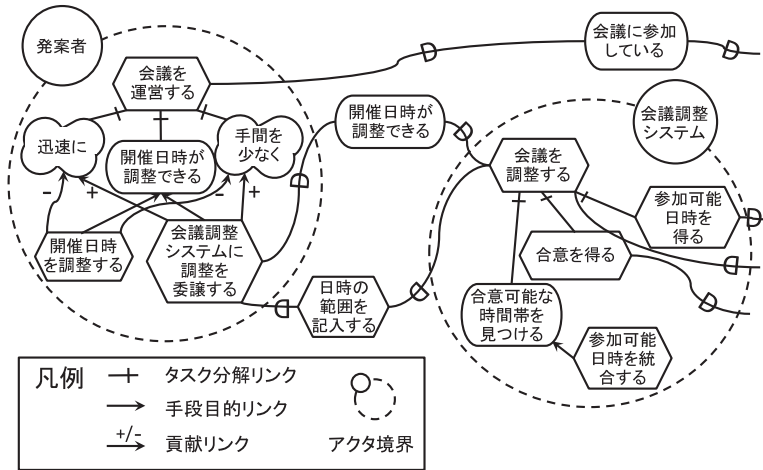 発案者
会議を
運営する
会議に参加
している
迅速に
開催日時が
調整できる
手間を
少なく
開催日時が
調整できる
会議調整
システム
会議を
調整する
-
+
-
+
開催日時
を調整する
会議調整
システムに
調整を
委譲する
参加可能
日時を
得る
合意を得る
日時の
範囲を
記入する
合意可能な
時間帯を
見つける
参加可能
日時を統
合する
凡例
タスク分解リンク
手段目的リンク
+/-
貢献リンク
アクタ境界